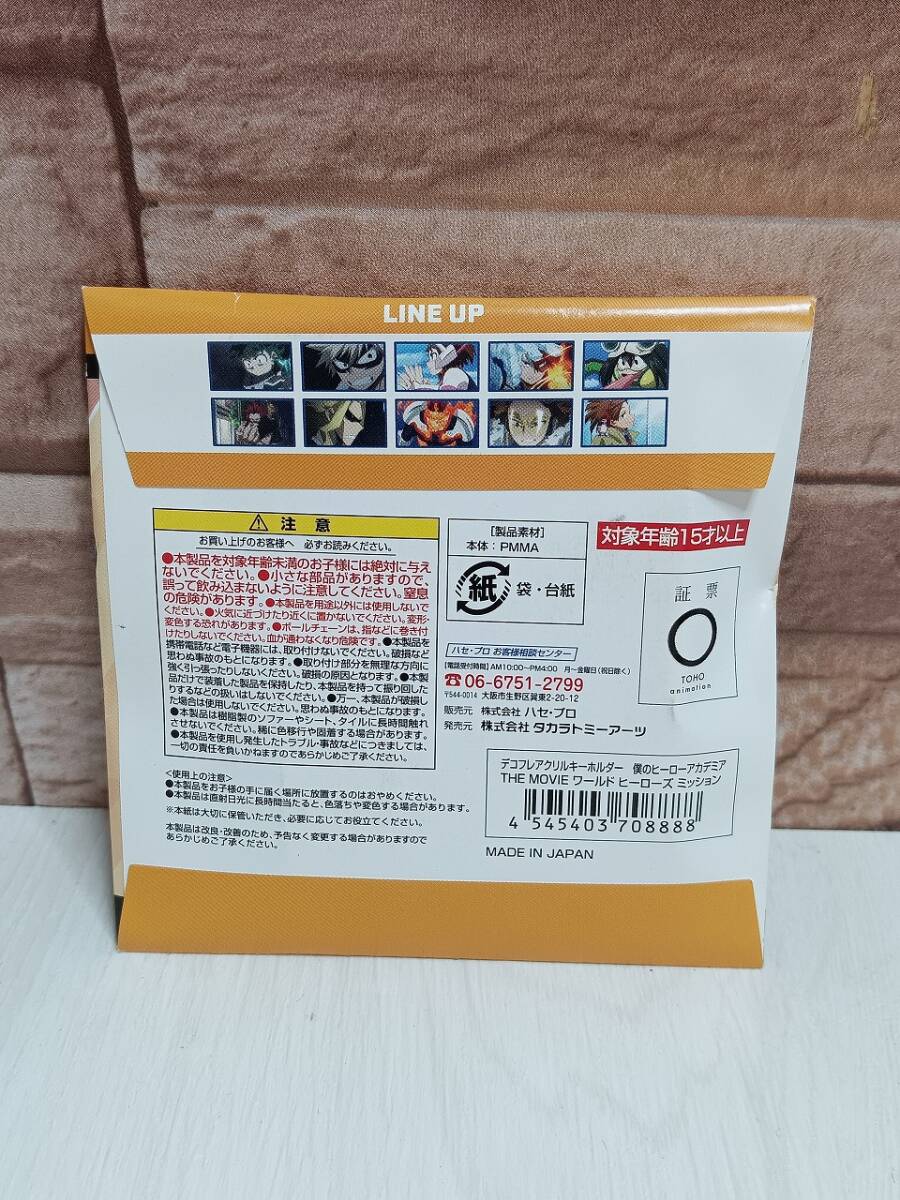 LINE UP
注 意
お買い上げのお客様へ 必ずお読みください。
●本製品を対象年齢未満のお子様には絶対に与え
ないでください。●小さな部品がありますので、
誤って飲み込まないように注意してください。窒息
の危険があります。●本製品を用途以外には使用しないで
ください。●火気に近づけたり近くに置かないでください。変形・
変色する恐れがあります。●ボールチェーンは、指などに巻き付
けたりしないでください。血が通わなくなり危険です。●本製品を
携帯電話など電子機器には、取り付けないでください。破損など
思わぬ事故のもとになります。●取り付け部分を無理な方向に
強く引っ張ったりしないください。破損の原因となります。●本製
品だけで装着した製品を保持したり、本製品を持って振り回した
りするなどの扱いはしないでください。●万一、本製品が破損し
た場合は使用しないでください。思わぬ事故のもとになります。
●本製品は樹脂製のソファーやシート、タイルに長時間触れ
させないでください。稀に色移行や固着する場合があります。
●本製品を使用し発生したトラブル・事故などにつきましては、
一切の責任を負いかねますのであらかじめご了承ください。
<使用上の注意>
●本製品をお子様の手に届く場所に放置するのはおやめください。
●本製品は直射日光に長時間当たると、色落ちや変色する場合があります。
※本紙は大切に保管いただき、必要に応じてお役立てください。
本製品は改良・改善のため、予告なく変更する場合がありますので
あらかじめご了承ください。
[製品素材]
本体:PMMA
紙 袋・台紙
対象年齢15才以上
証 票
TOHO
animation
ハセ・プロ お客様相談センター
[電話受付時間] AM10:00〜PM4:00 月〜金曜日(祝日除く)
☎06-6751-2799
〒544-0014 大阪市生野区巽東2-20-12
販売元 株式会社 ハセ・プロ
発売元 株式会社 タカラトミーアーツ
デコフレアクリルキーホルダー 僕のヒーローアカデミア
THE MOVIE ワールド ヒーローズ ミッション
4 545403 708888
MADE IN JAPAN